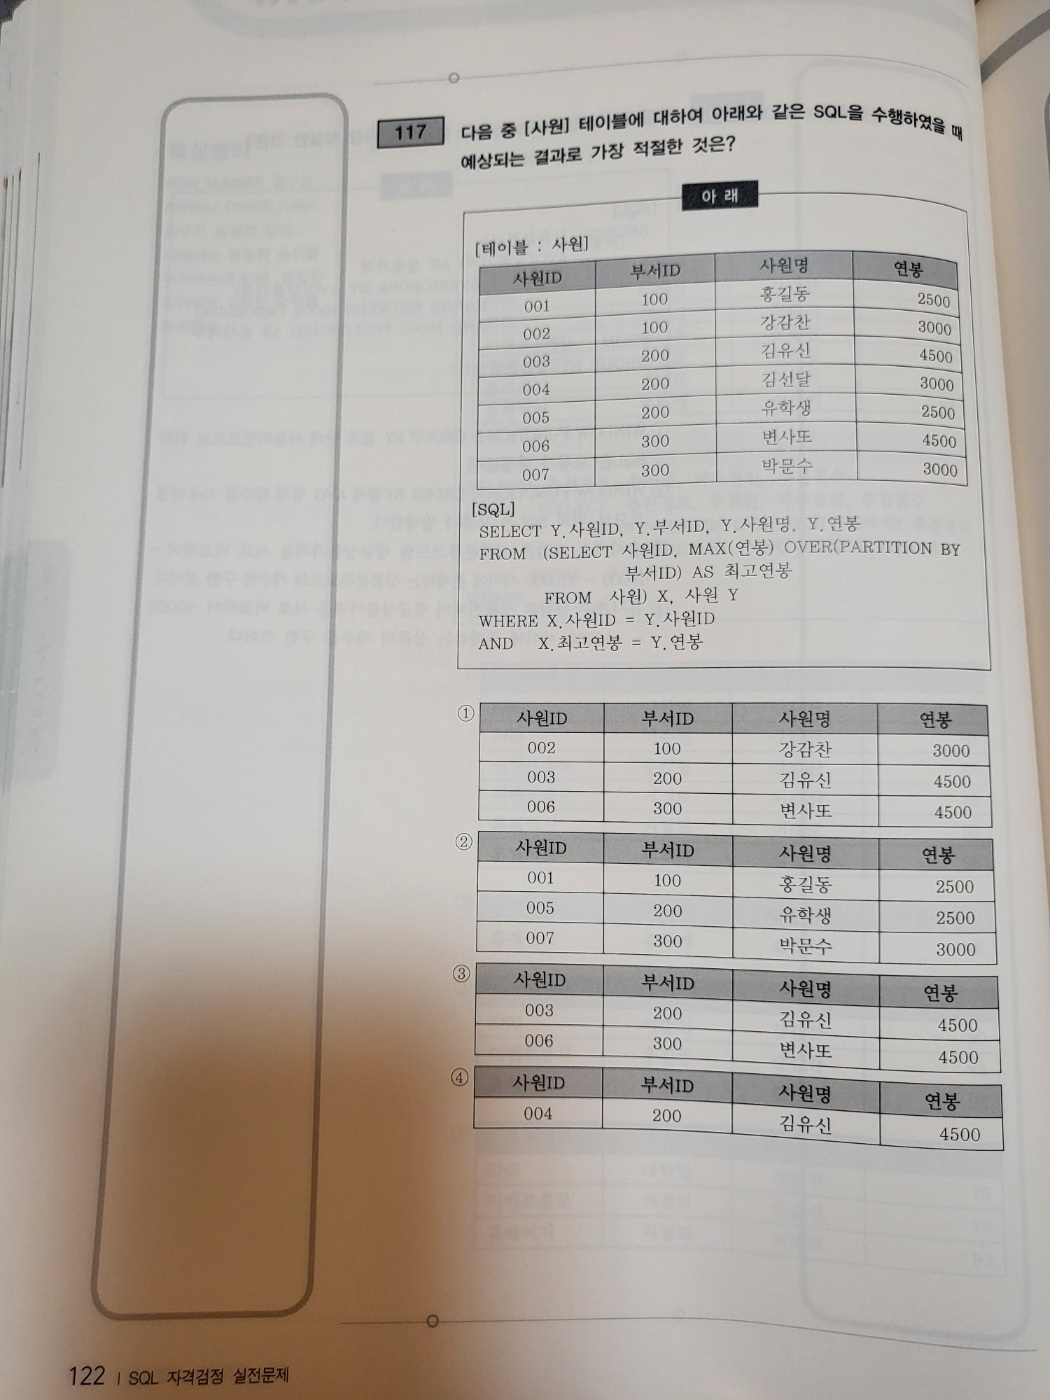 117 다음 중 [사원] 테이블에 대하여 아래와 같은 SQL을 수행하였을 때
예상되는 결과로 가장 적절한 것은?
아 래
[테이블 : 사원]
사원ID 부서ID 사원명 연봉
001 100 홍길동 2500
002 100 강감찬 3000
003 200 김유신 4500
004 200 김선달 3000
005 200 유학생 2500
006 300 변사또 4500
007 300 박문수 3000
[SQL]
SELECT Y.사원ID, Y.부서ID, Y.사원명, Y.연봉
FROM (SELECT 사원ID, MAX(연봉) OVER(PARTITION BY
부서ID) AS 최고연봉
FROM 사원) X, 사원 Y
WHERE X.사원ID = Y.사원ID
AND X.최고연봉 = Y.연봉
① 사원ID 부서ID 사원명 연봉
002 100 강감찬 3000
003 200 김유신 4500
006 300 변사또 4500
② 사원ID 부서ID 사원명 연봉
001 100 홍길동 2500
005 200 유학생 2500
007 300 박문수 3000
③ 사원ID 부서ID 사원명 연봉
003 200 김유신 4500
006 300 변사또 4500
④ 사원ID 부서ID 사원명 연봉
004 200 김유신 4500
122 | SQL 자격검정 실전문제